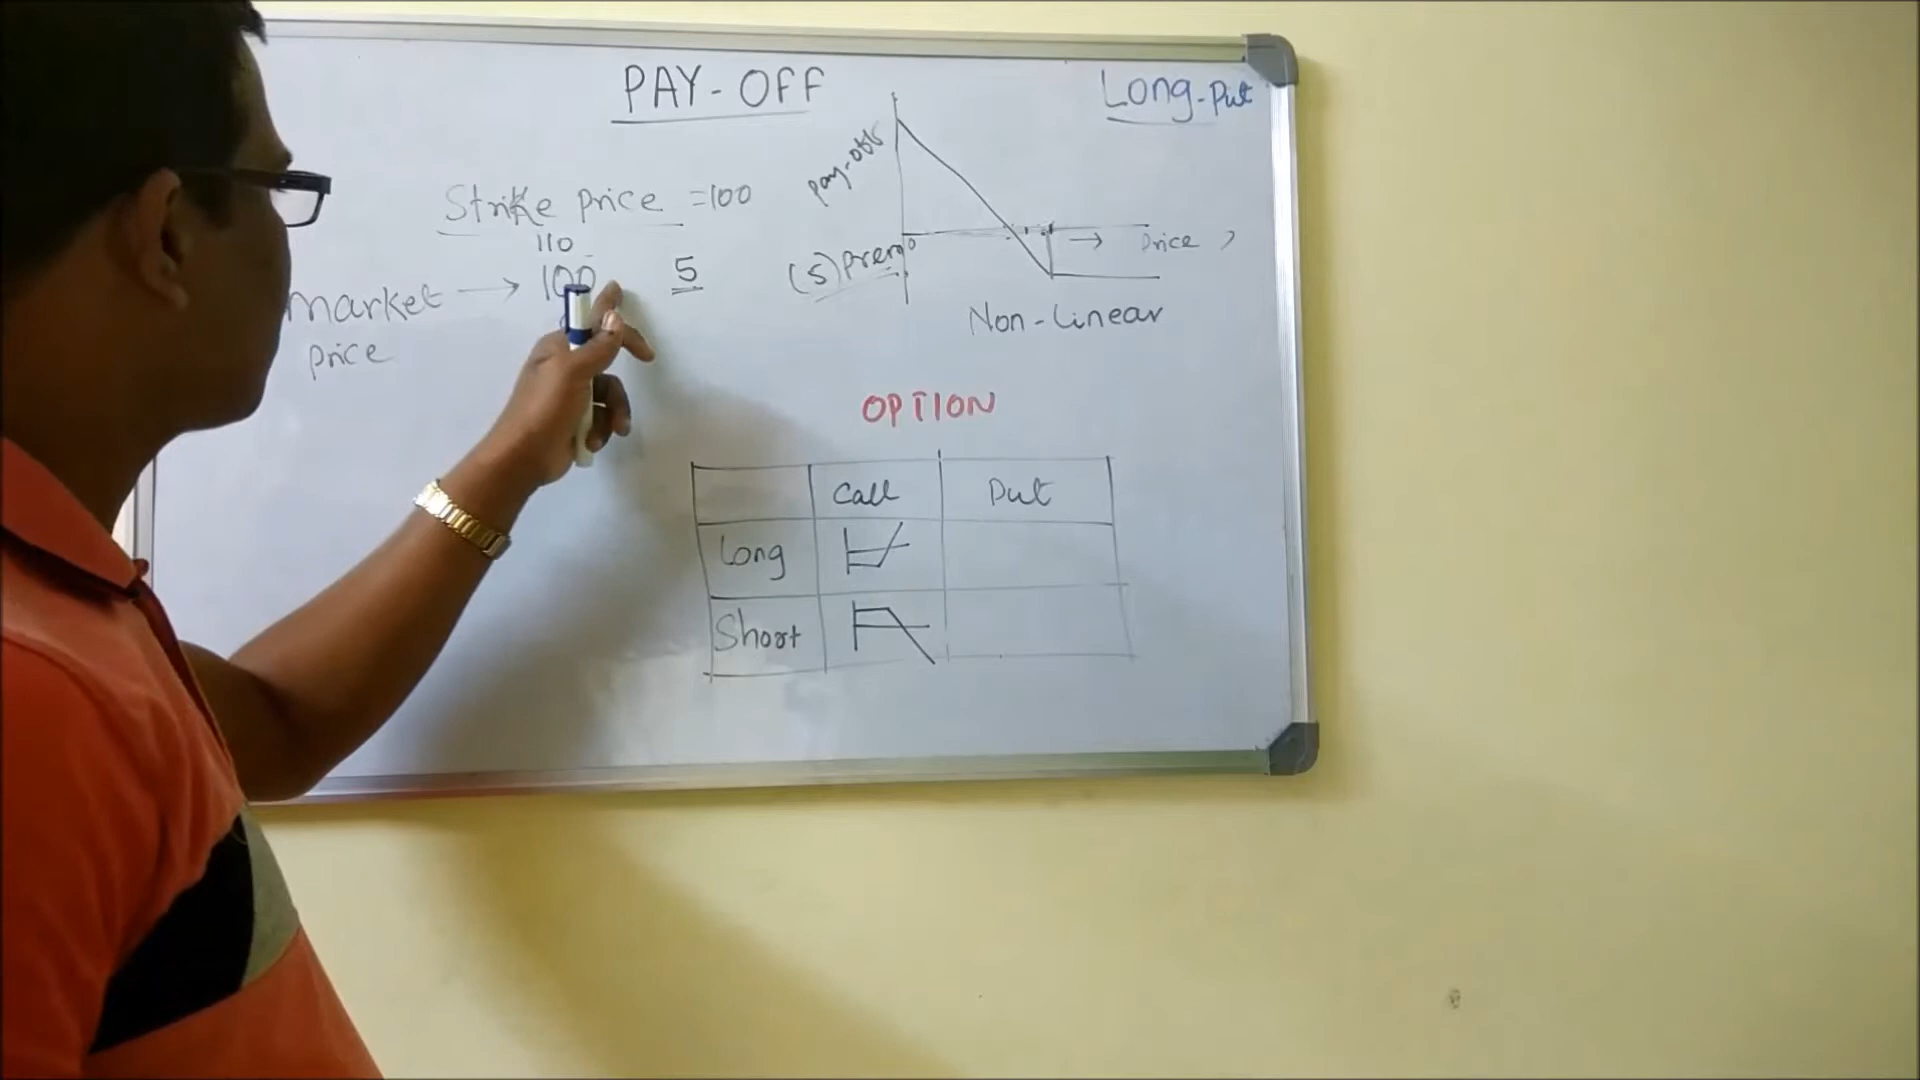 PAY-OFF
Long-Put
Strike price =100
110
Market → 100
price
5
pay-off
(5) prem
0
→ Price
Non-Linear
OPTION
Call Put
Long
Short